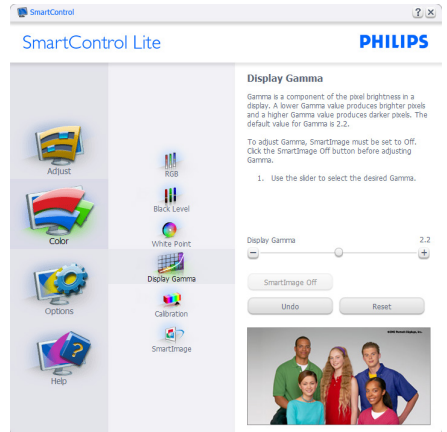 SmartControl
SmartControl Lite
PHILIPS
Adjust
Color
Options
Help
RGB
Black Level
White Point
Display Gamma
Calibration
SmartImage
Display Gamma
Gamma is a component of the pixel brightness in a
display. A lower Gamma value produces brighter pixels
and a higher Gamma value produces darker pixels. The
default value for Gamma is 2.2.
To adjust Gamma, SmartImage must be set to Off.
Click the SmartImage Off button before adjusting
Gamma.
1. Use the slider to select the desired Gamma.
Display Gamma 2.2
SmartImage Off
Undo Reset